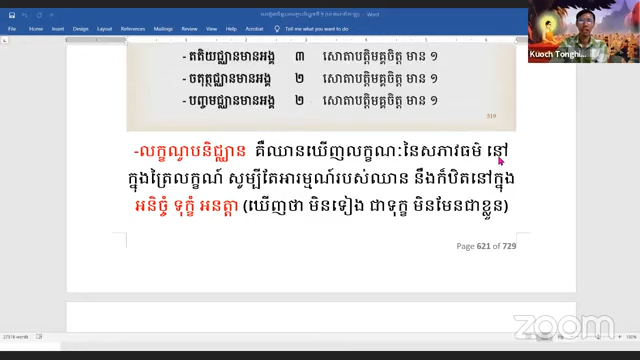 File Home Insert Design Layout References Mailings Review View Help Tell me what you want to do
Kuoch Tonghi...
- តតិយជ្ឈានមានអង្គ ៣ សោតាបត្តិមគ្គចិត្ត មាន ១
- ចតុត្ថជ្ឈានមានអង្គ ២ សោតាបត្តិមគ្គចិត្ត មាន ១
- បញ្ចមជ្ឈានមានអង្គ ២ សោតាបត្តិមគ្គចិត្ត មាន ១
319
-លក្ខណូបនិជ្ឈាន គឺឈានឃើញលក្ខណៈនៃសភាវធម៌ នៅ
ក្នុងត្រៃលក្ខណ៍ សូម្បីតែអារម្មណ៍របស់ឈាន នឹងក៏ឋិតនៅក្នុង
អនិច្ចំ ទុក្ខំ អនត្តា (ឃើញថា មិនទៀង ជាទុក្ខ មិនមែនជាខ្លួន)
Page 621 of 729
zoom